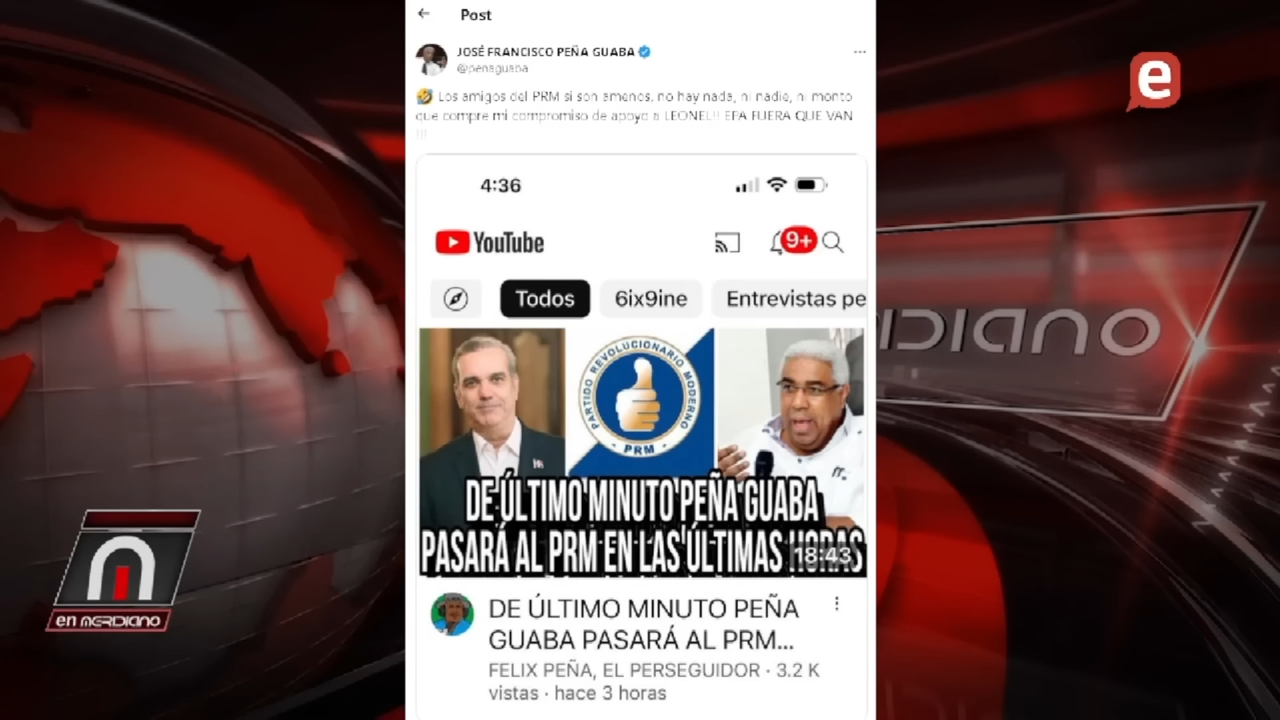 Post
JOSÉ FRANCISCO PEÑA GUABA
@penaguaba
🤣 Los amigos del PRM si son amenos, no hay nada, ni nadie, ni monto
que compre mi compromiso de apoyo a LEONEL!! EPA FUERA QUE VAN
!!!
e
4:36
YouTube
9+
Todos
6ix9ine
Entrevistas pe
PARTIDO REVOLUCIONARIO MODERNO
PRM
DE ÚLTIMO MINUTO PEÑA GUABA
PASARÁ AL PRM EN LAS ÚLTIMAS HORAS
18:43
DE ÚLTIMO MINUTO PEÑA
GUABA PASARÁ AL PRM...
FELIX PEÑA, EL PERSEGUIDOR · 3.2 K
vistas · hace 3 horas
RIDIANO
en MERIDIANO